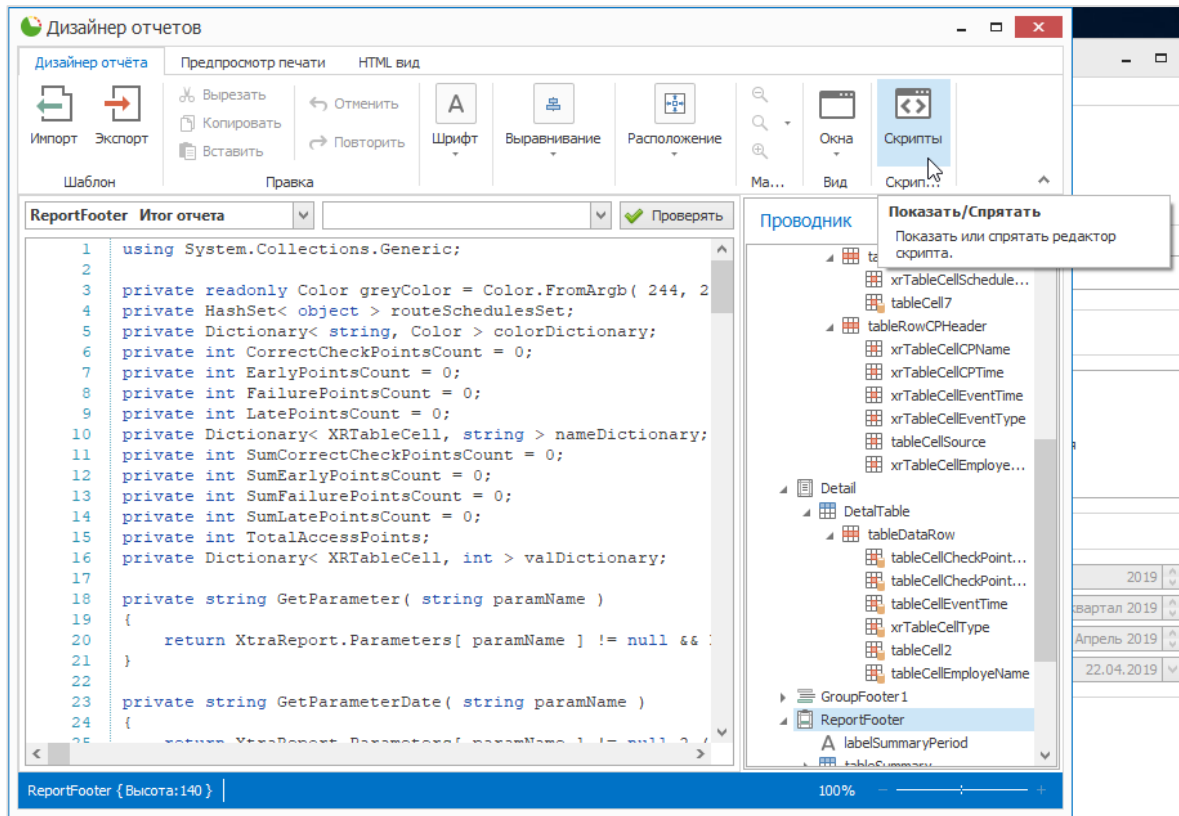 Дизайнер отчетов
Дизайнер отчёта Предпросмотр печати HTML вид
Импорт Экспорт
Шаблон
Вырезать
Копировать
Вставить
Отменить
Повторить
Правка
Шрифт
Выравнивание
Расположение
Ма...
Окна
Вид
Скрипты
Скрип...
Показать/Спрятать
Показать или спрятать редактор
скрипта.
ReportFooter Итог отчета
Проверять
1 using System.Collections.Generic;
2
3 private readonly Color greyColor = Color.FromArgb( 244, 2
4 private HashSet< object > routeSchedulesSet;
5 private Dictionary< string, Color > colorDictionary;
6 private int CorrectCheckPointsCount = 0;
7 private int EarlyPointsCount = 0;
8 private int FailurePointsCount = 0;
9 private int LatePointsCount = 0;
10 private Dictionary< XRTableCell, string > nameDictionary;
11 private int SumCorrectCheckPointsCount = 0;
12 private int SumEarlyPointsCount = 0;
13 private int SumFailurePointsCount = 0;
14 private int SumLatePointsCount = 0;
15 private int TotalAccessPoints;
16 private Dictionary< XRTableCell, int > valDictionary;
17
18 private string GetParameter( string paramName )
19 {
20 return XtraReport.Parameters[ paramName ] != null &&
21 }
22
23 private string GetParameterDate( string paramName )
24 {
25 return XtraReport.Parameters[ paramName ] != null ? (
Проводник
xrTableCellSchedule...
tableCell7
tableRowCPHeader
xrTableCellCPName
xrTableCellCPTime
xrTableCellEventTime
xrTableCellEventType
tableCellSource
xrTableCellEmploye...
Detail
DetalTable
tableDataRow
tableCellCheckPoint...
tableCellCheckPoint...
tableCellEventTime
xrTableCellType
tableCell2
tableCellEmployeName
GroupFooter1
ReportFooter
labelSummaryPeriod
tableSummary
2019
квартал 2019
Апрель 2019
22.04.2019
ReportFooter { Высота:140 }
100%